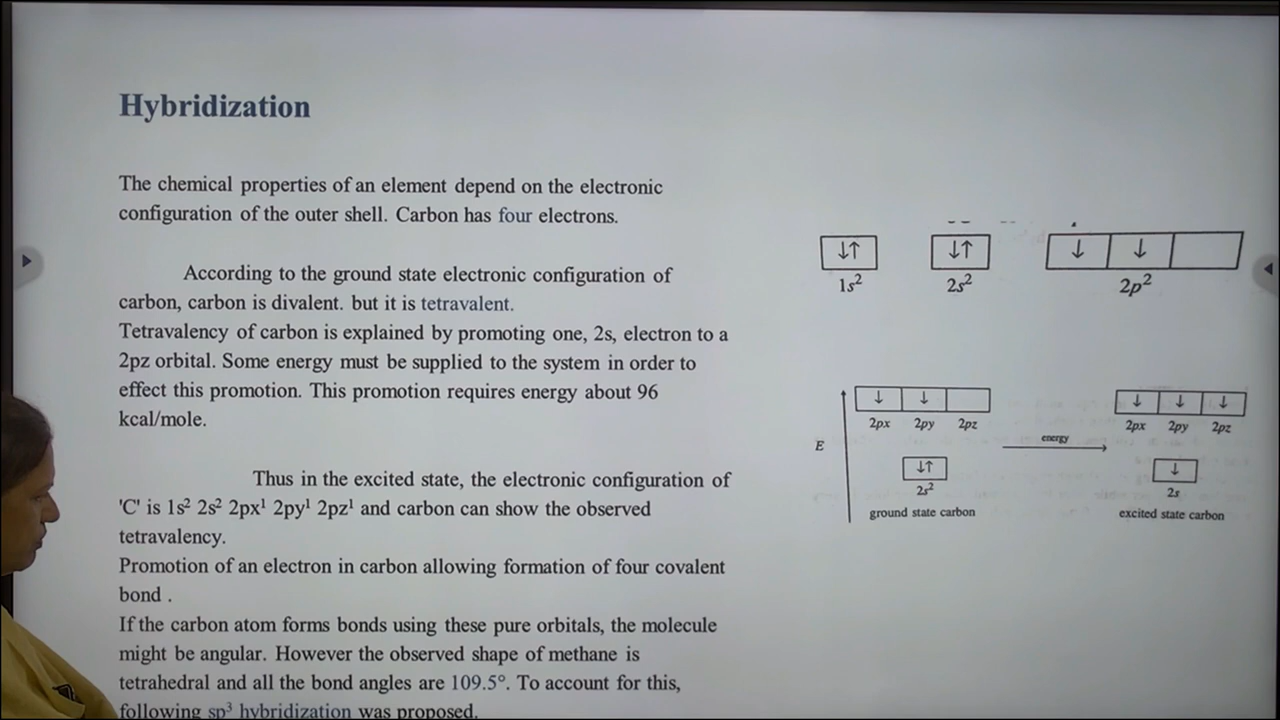 Hybridization
The chemical properties of an element depend on the electronic
configuration of the outer shell. Carbon has four electrons.
According to the ground state electronic configuration of
carbon, carbon is divalent. but it is tetravalent.
Tetravalency of carbon is explained by promoting one, 2s, electron to a
2pz orbital. Some energy must be supplied to the system in order to
effect this promotion. This promotion requires energy about 96
kcal/mole.
Thus in the excited state, the electronic configuration of
'C' is 1s² 2s² 2px¹ 2py¹ 2pz¹ and carbon can show the observed
tetravalency.
Promotion of an electron in carbon allowing formation of four covalent
bond .
If the carbon atom forms bonds using these pure orbitals, the molecule
might be angular. However the observed shape of methane is
tetrahedral and all the bond angles are 109.5°. To account for this,
following sp³ hybridization was proposed.
↓↑ ↓↑ ↓ ↓
1s² 2s² 2p²
↓ ↓
2px 2py 2pz
E
↓↑
2s²
ground state carbon
energy
↓ ↓ ↓
2px 2py 2pz
↓
2s
excited state carbon